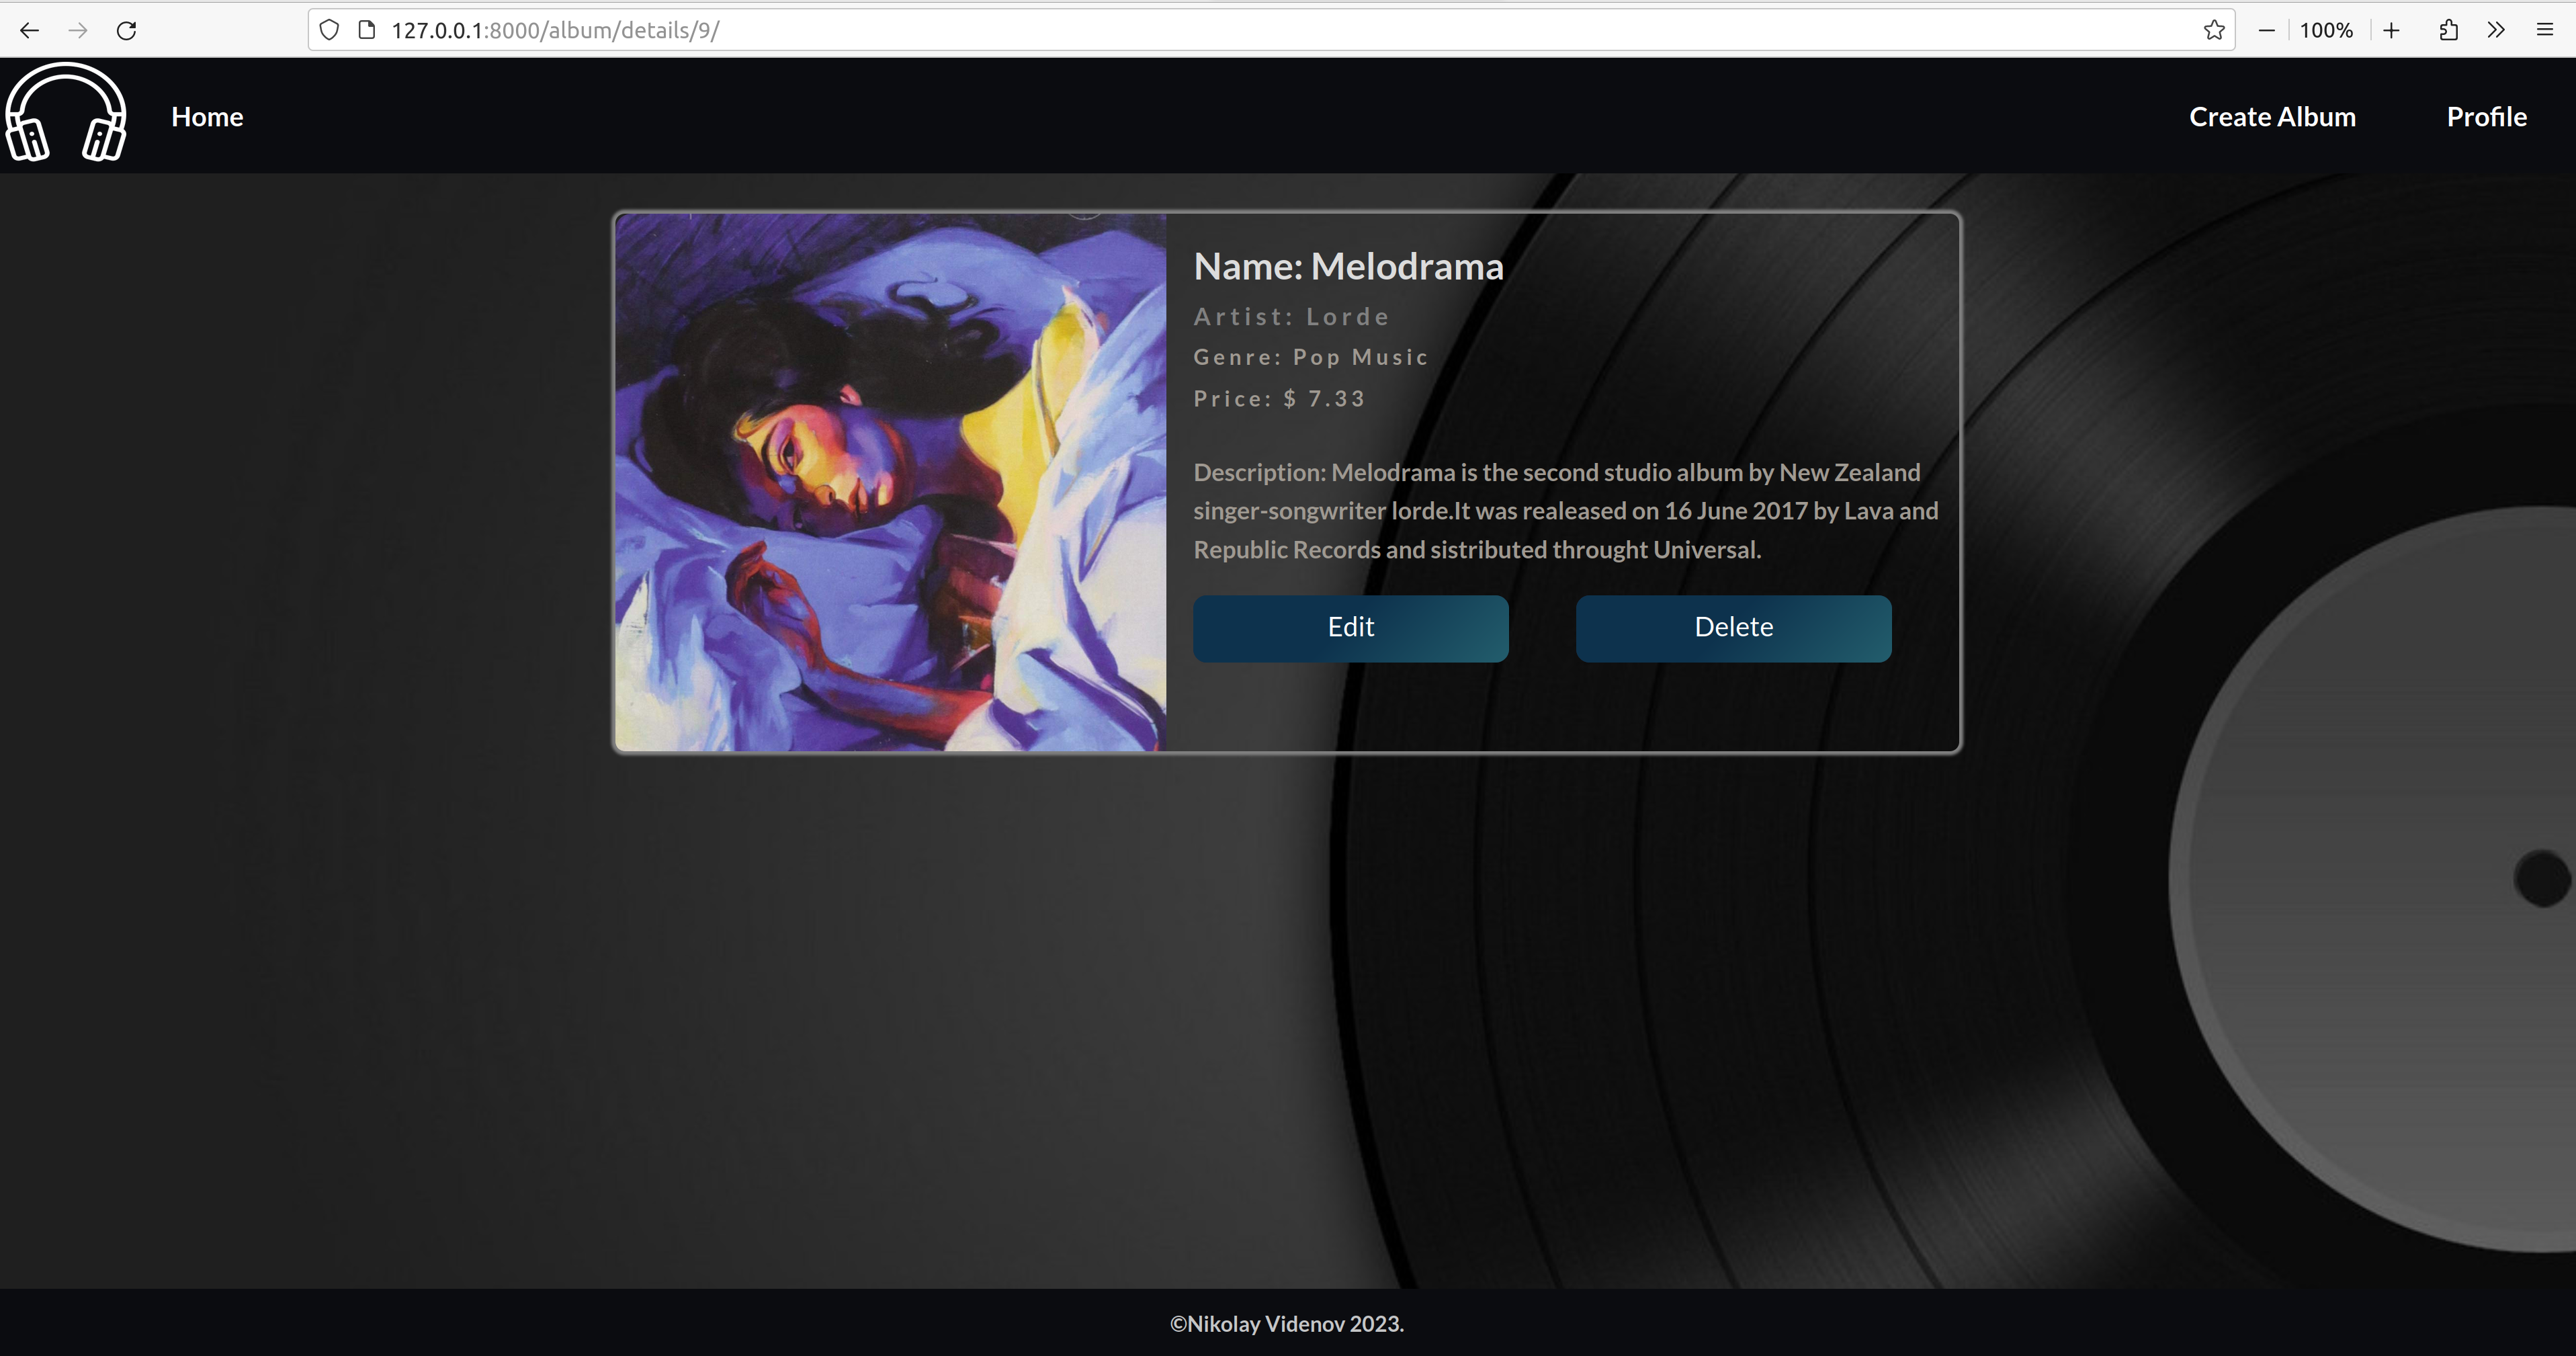 127.0.0.1:8000/album/details/9/
100%
Home
Create Album
Profile
Name: Melodrama
Artist: Lorde
Genre: Pop Music
Price: $ 7.33
Description: Melodrama is the second studio album by New Zealand
singer-songwriter lorde.It was realeased on 16 June 2017 by Lava and
Republic Records and sistributed throught Universal.
Edit
Delete
©Nikolay Videnov 2023.